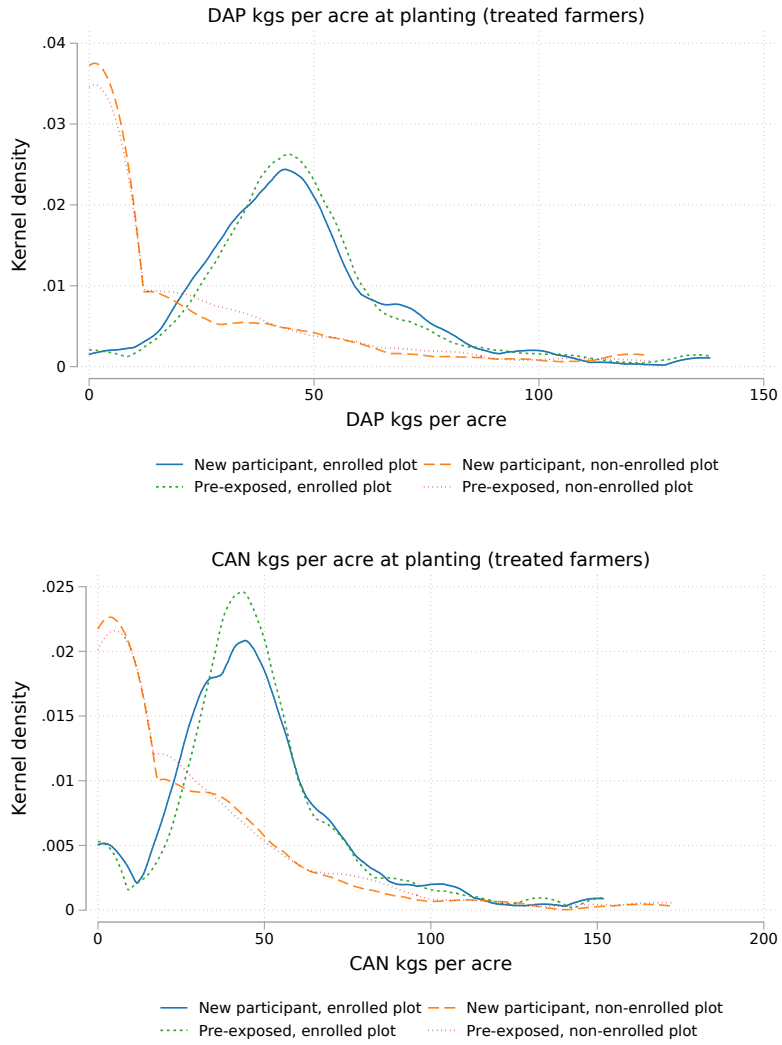 DAP kgs per acre at planting (treated farmers)
.04
.03
.02
.01
0
Kernel density
0 50 100 150
DAP kgs per acre
New participant, enrolled plot New participant, non-enrolled plot
Pre-exposed, enrolled plot Pre-exposed, non-enrolled plot
CAN kgs per acre at planting (treated farmers)
.025
.02
.015
.01
.005
0
Kernel density
0 50 100 150 200
CAN kgs per acre
New participant, enrolled plot New participant, non-enrolled plot
Pre-exposed, enrolled plot Pre-exposed, non-enrolled plot